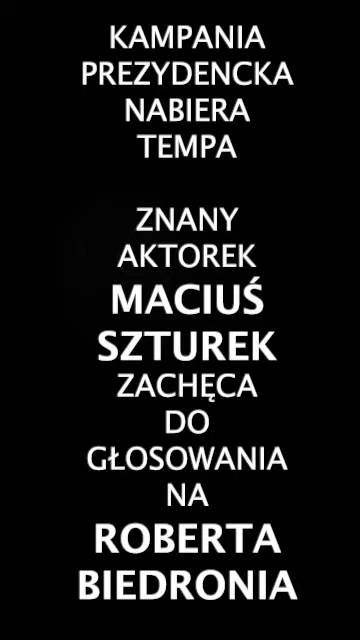 KAMPANIA
PREZYDENCKA
NABIERA
TEMPA
ZNANY
AKTOREK
MACIUŚ
SZTUREK
ZACHĘCA
DO
GŁOSOWANIA
NA
ROBERTA
BIEDRONIA